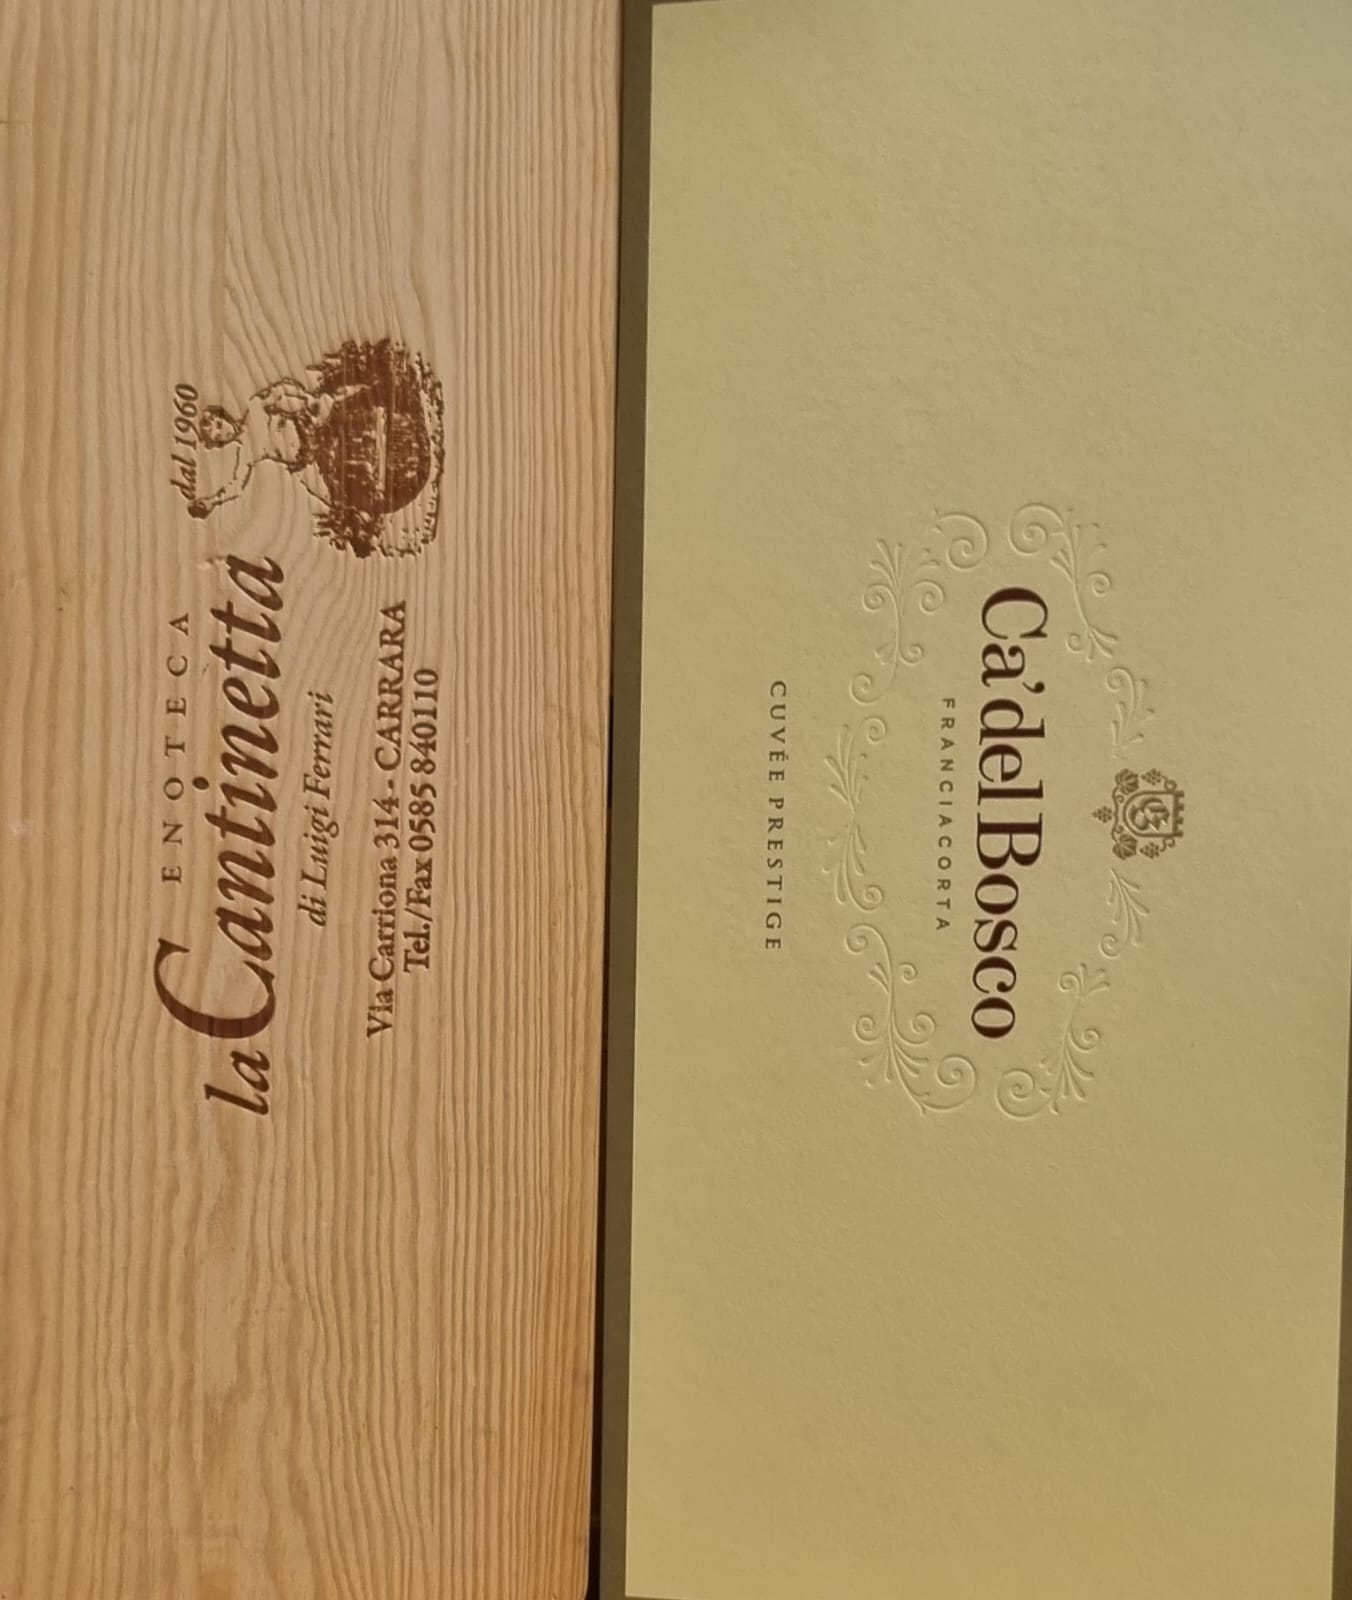 ENOTECA
la Cantinetta
dal 1960
di Luigi Ferrari
Via Carriona 314 - CARRARA
Tel./Fax 0585 840110
Ca'del Bosco
FRANCIACORTA
CUVÉE PRESTIGE